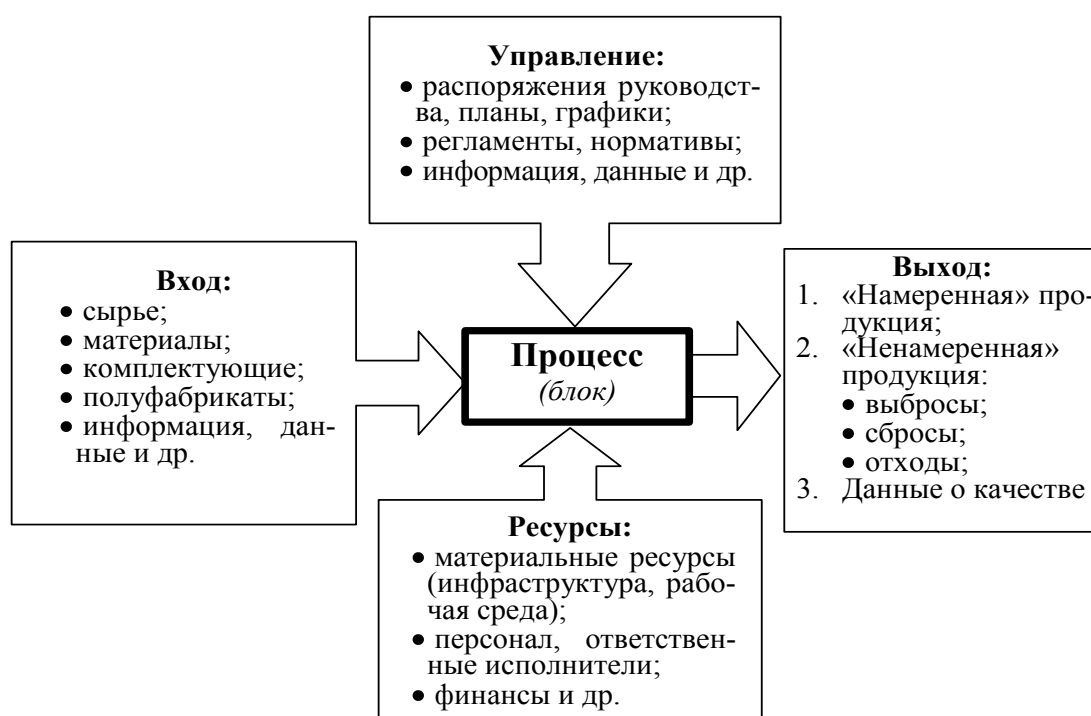 Управление:
• распоряжения руководст-
ва, планы, графики;
• регламенты, нормативы;
• информация, данные и др.
Вход:
• сырье;
• материалы;
• комплектующие;
• полуфабрикаты;
• информация, дан-
ные и др.
Процесс
(блок)
Выход:
1. «Намеренная» про-
дукция;
2. «Ненамеренная»
продукция:
• выбросы;
• сбросы;
• отходы;
3. Данные о качестве
Ресурсы:
• материальные ресурсы
(инфраструктура, рабо-
чая среда);
• персонал, ответствен-
ные исполнители;
• финансы и др.